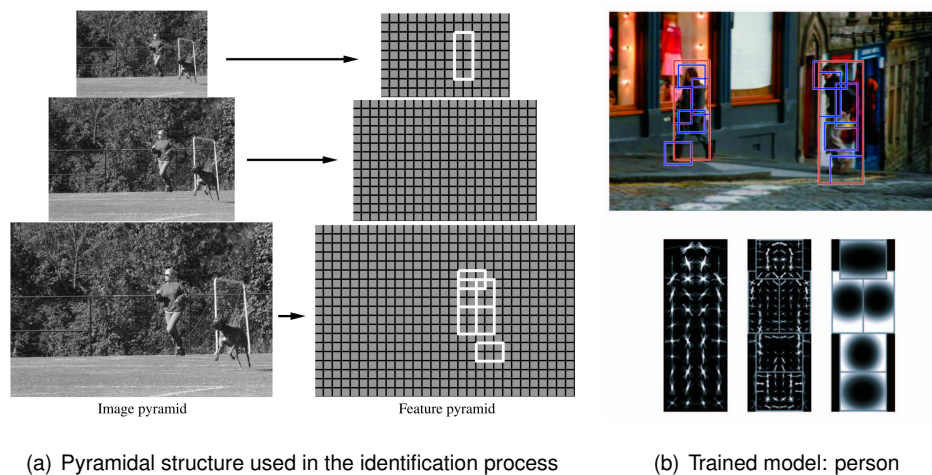 Image pyramid
Feature pyramid
(a) Pyramidal structure used in the identification process
(b) Trained model: person